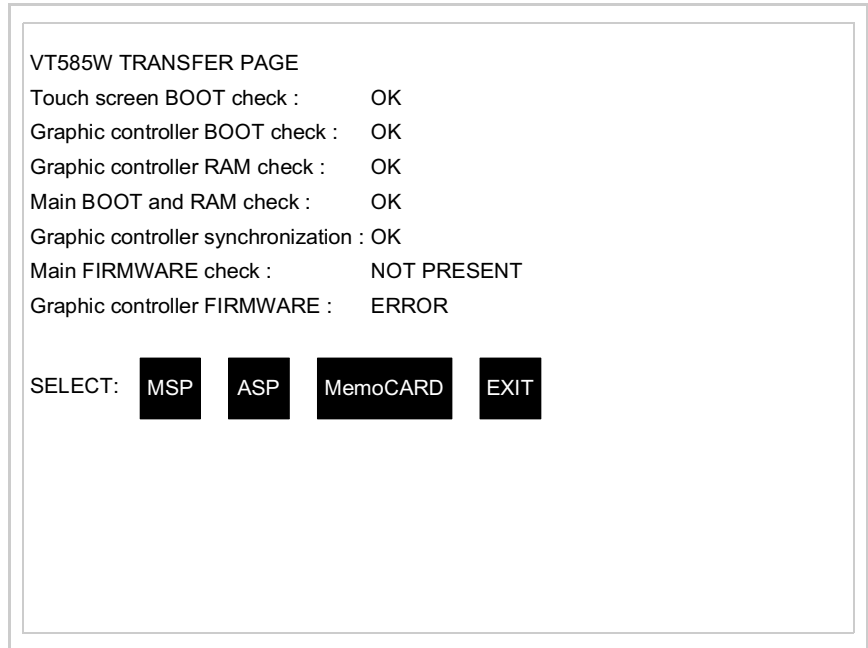 VT585W TRANSFER PAGE
Touch screen BOOT check : OK
Graphic controller BOOT check : OK
Graphic controller RAM check : OK
Main BOOT and RAM check : OK
Graphic controller synchronization : OK
Main FIRMWARE check : NOT PRESENT
Graphic controller FIRMWARE : ERROR
SELECT: MSP ASP MemoCARD EXIT